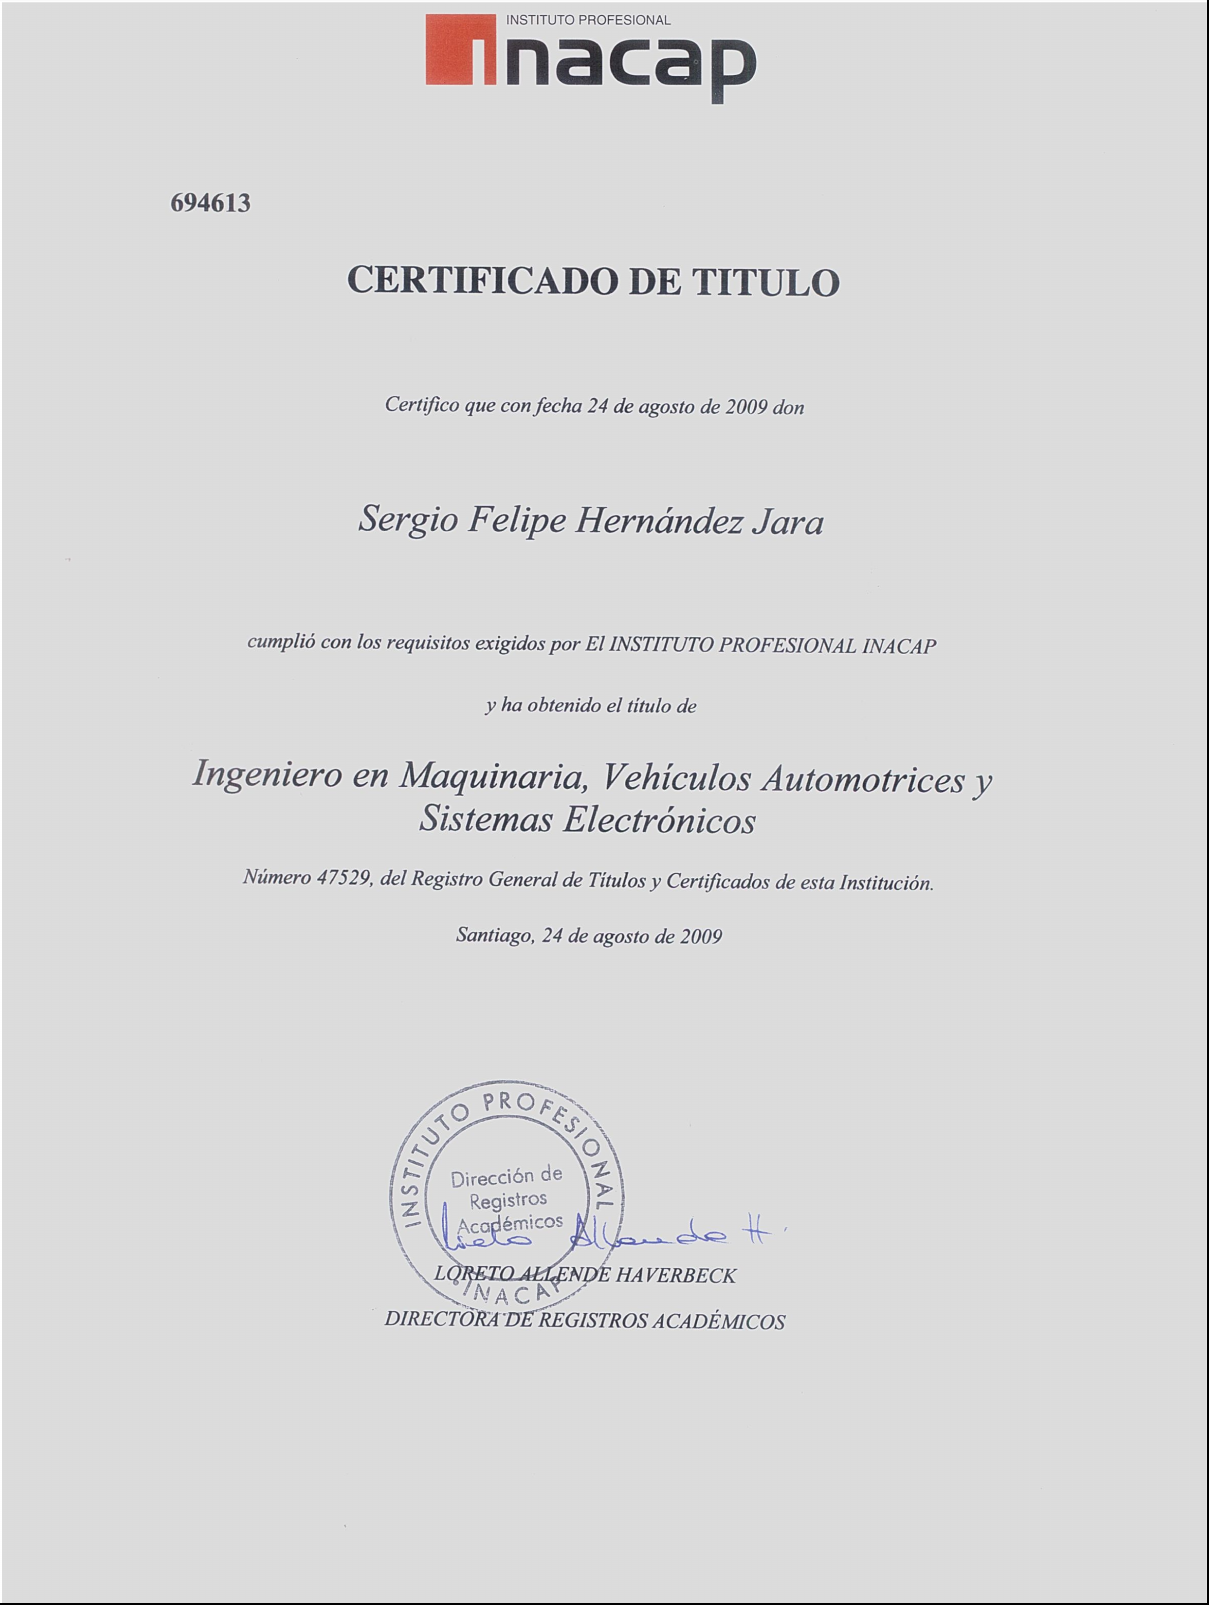 INSTITUTO PROFESIONAL
inacap
694613
CERTIFICADO DE TITULO
Certifico que con fecha 24 de agosto de 2009 don
Sergio Felipe Hernández Jara
cumplió con los requisitos exigidos por El INSTITUTO PROFESIONAL INACAP
y ha obtenido el título de
Ingeniero en Maquinaria, Vehículos Automotrices y
Sistemas Electrónicos
Número 47529, del Registro General de Títulos y Certificados de esta Institución.
Santiago, 24 de agosto de 2009
INSTITUTO PROFESIONAL
Dirección de
Registros
Académicos
INACAP
Loreto Allende H.
LORETO ALLENDE HAVERBECK
DIRECTORA DE REGISTROS ACADÉMICOS